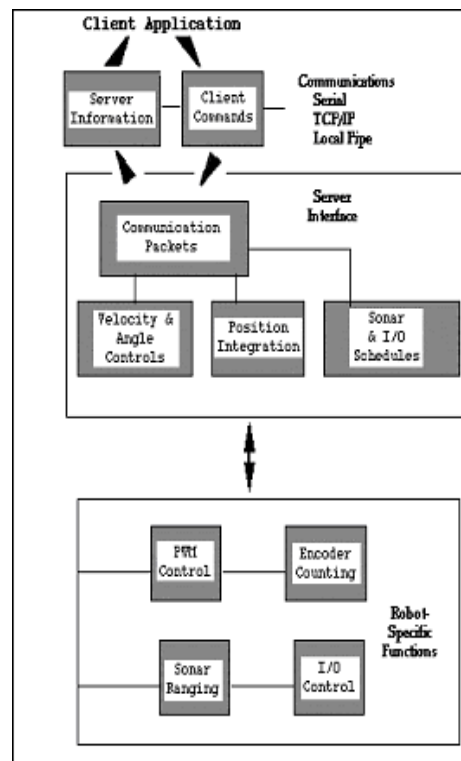 Client Application
Server
Information
Client
Commands
Communications
Serial
TCP/IP
Local Pipe
Server
Interface
Communication
Packets
Velocity &
Angle
Controls
Position
Integration
Sonar
& I/O
Schedules
PWM
Control
Encoder
Counting
Robot-
Specific
Functions
Sonar
Ranging
I/O
Control